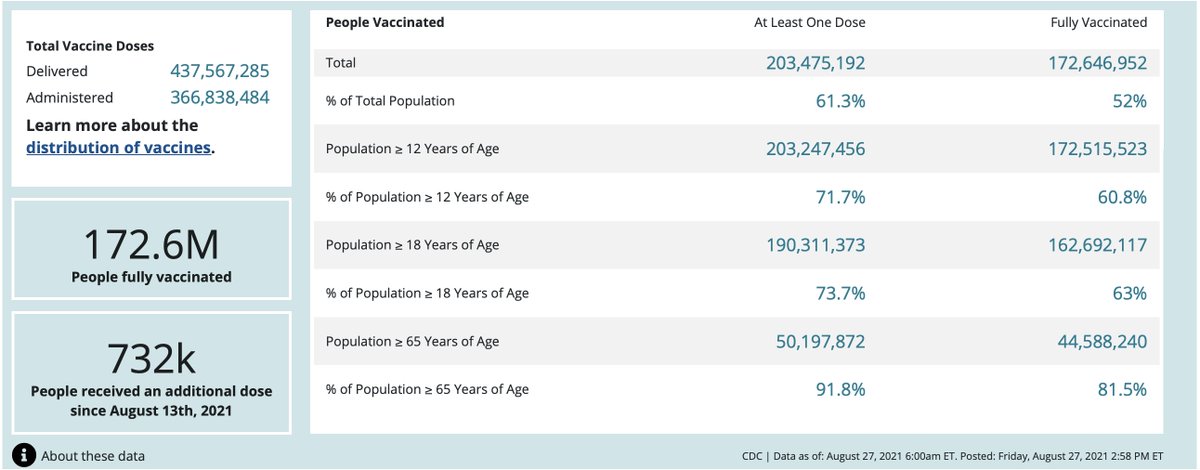 Total Vaccine Doses
Delivered 437,567,285
Administered 366,838,484
Learn more about the
distribution of vaccines.
172.6M
People fully vaccinated
732k
People received an additional dose
since August 13th, 2021
People Vaccinated At Least One Dose Fully Vaccinated
Total 203,475,192 172,646,952
% of Total Population 61.3% 52%
Population ≥ 12 Years of Age 203,247,456 172,515,523
% of Population ≥ 12 Years of Age 71.7% 60.8%
Population ≥ 18 Years of Age 190,311,373 162,692,117
% of Population ≥ 18 Years of Age 73.7% 63%
Population ≥ 65 Years of Age 50,197,872 44,588,240
% of Population ≥ 65 Years of Age 91.8% 81.5%
i About these data
CDC | Data as of: August 27, 2021 6:00am ET. Posted: Friday, August 27, 2021 2:58 PM ET